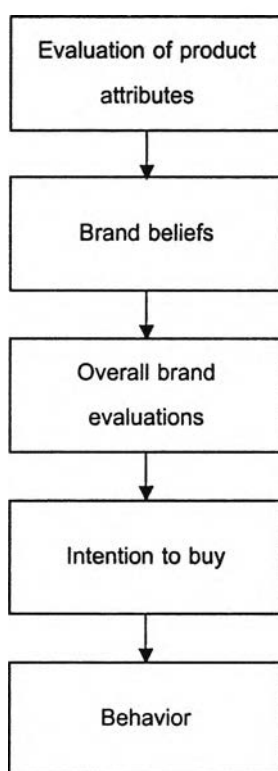 Evaluation of product
attributes
Brand beliefs
Overall brand
evaluations
Intention to buy
Behavior